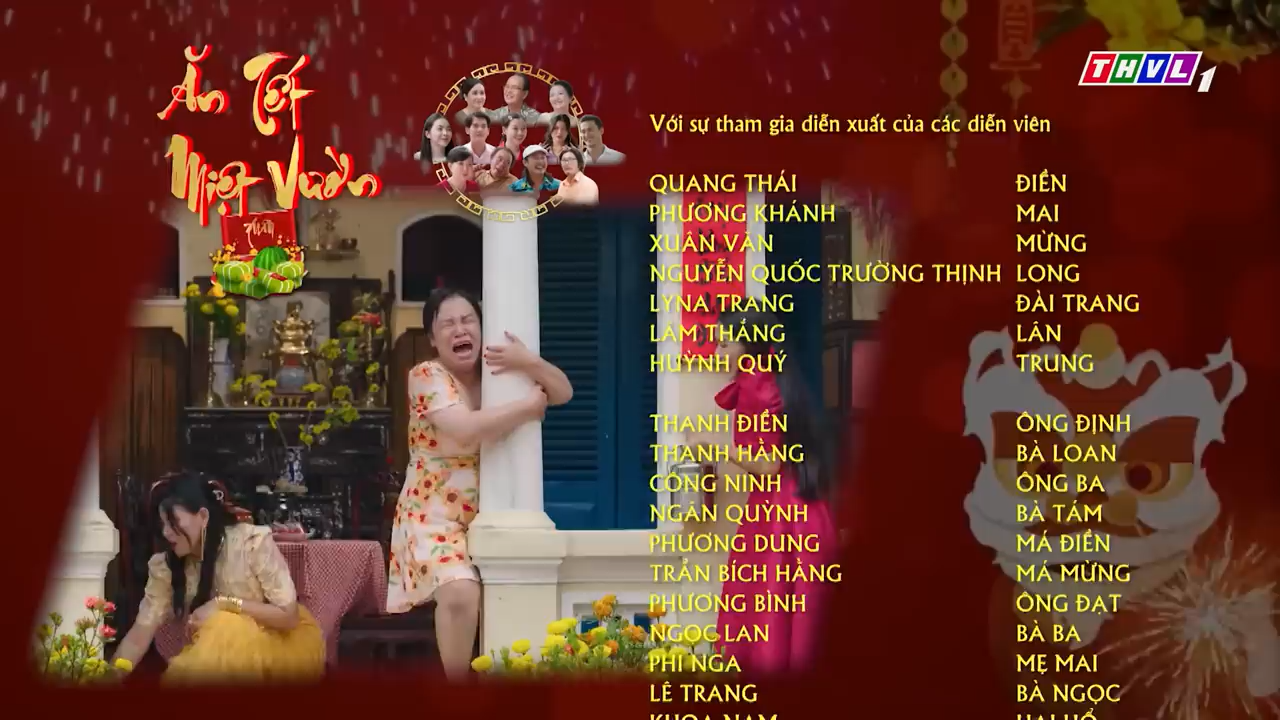 Ăn Tết
Miệt Vườn
THVL1
Với sự tham gia diễn xuất của các diễn viên
QUANG THÁI ĐIỀN
PHƯƠNG KHÁNH MAI
XUÂN VĂN MỪNG
NGUYỄN QUỐC TRƯỜNG THỊNH LONG
LYNA TRANG ĐÀI TRANG
LÂM THẮNG LÂN
HUỲNH QUÝ TRUNG
THANH ĐIỀN ÔNG ĐỊNH
THANH HẰNG BÀ LOAN
CÔNG NINH ÔNG BA
NGÂN QUỲNH BÀ TÁM
PHƯƠNG DUNG MÁ ĐIỀN
TRẦN BÍCH HẰNG MÁ MỪNG
PHƯƠNG BÌNH ÔNG ĐẠT
NGỌC LAN BÀ BA
PHI NGA MẸ MAI
LÊ TRANG BÀ NGỌC
KHOA NAM HAI HỔ